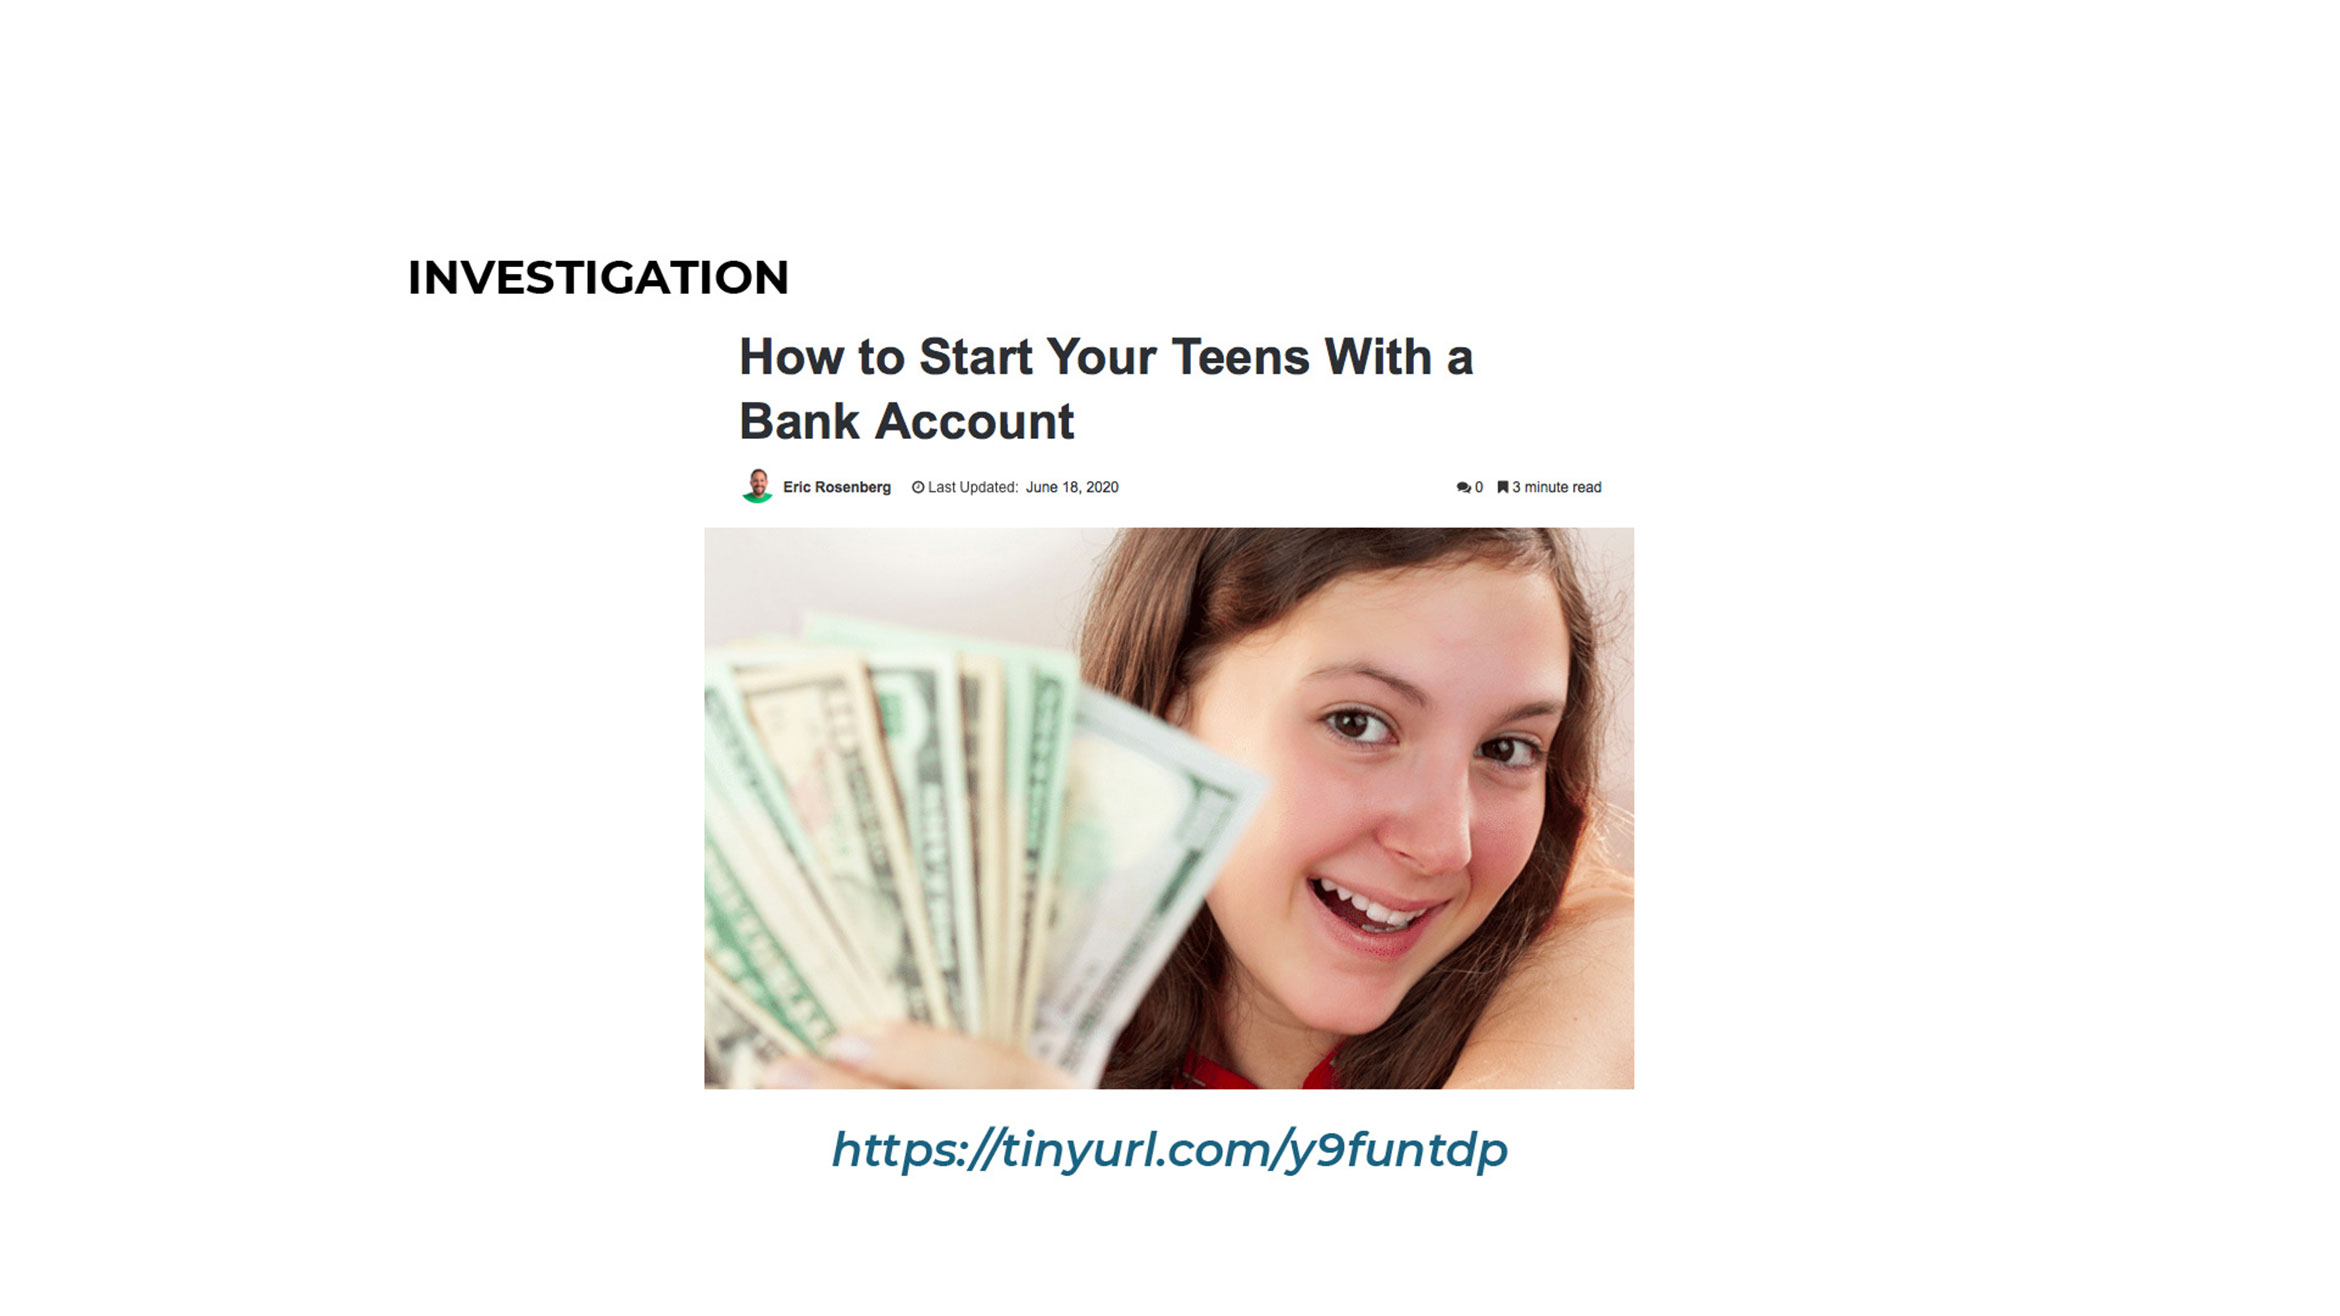 INVESTIGATION
How to Start Your Teens With a
Bank Account
Eric Rosenberg Last Updated: June 18, 2020 0 3 minute read
https://tinyurl.com/y9funtdp